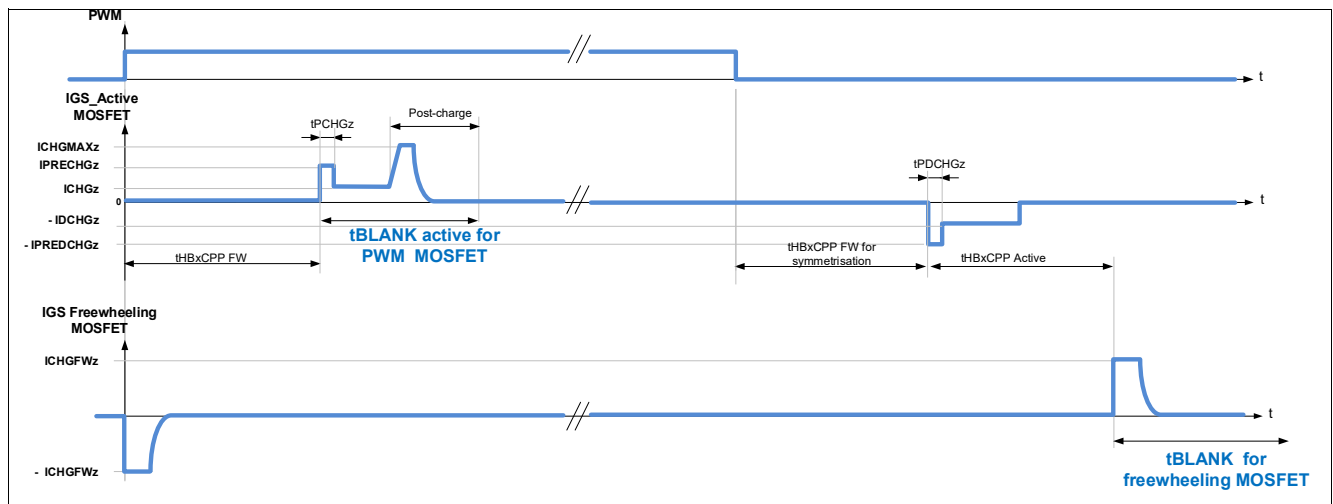 PWM
t
IGS_Active
MOSFET
tPCHGz
Post-charge
ICHGMAXz
IPRECHGz
ICHGz
0
- IDCHGz
- IPREDCHGz
tPDCHGz
t
tBLANK active for
PWM MOSFET
tHBxCPP FW
tHBxCPP FW for
symmetrisation
tHBxCPP Active
IGS Freewheeling
MOSFET
ICHGFWz
t
- ICHGFWz
tBLANK for
freewheeling MOSFET